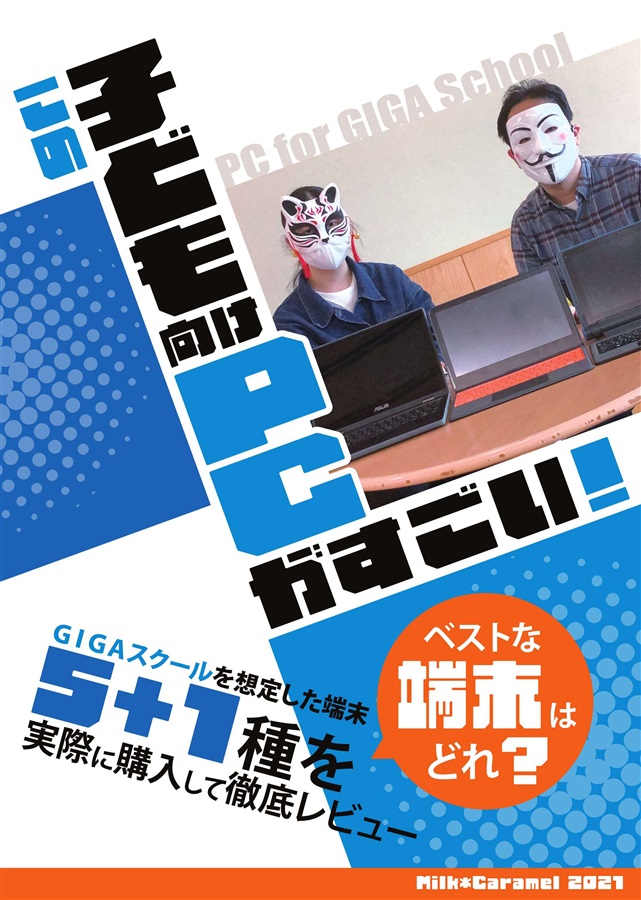 この
子ども向けPC
がすごい!
PC for GIGA School
ASUS
GIGAスクールを想定した端末
5+1種を
実際に購入して徹底レビュー
ベストな
端末は
どれ?
Milk*Caramel 2021